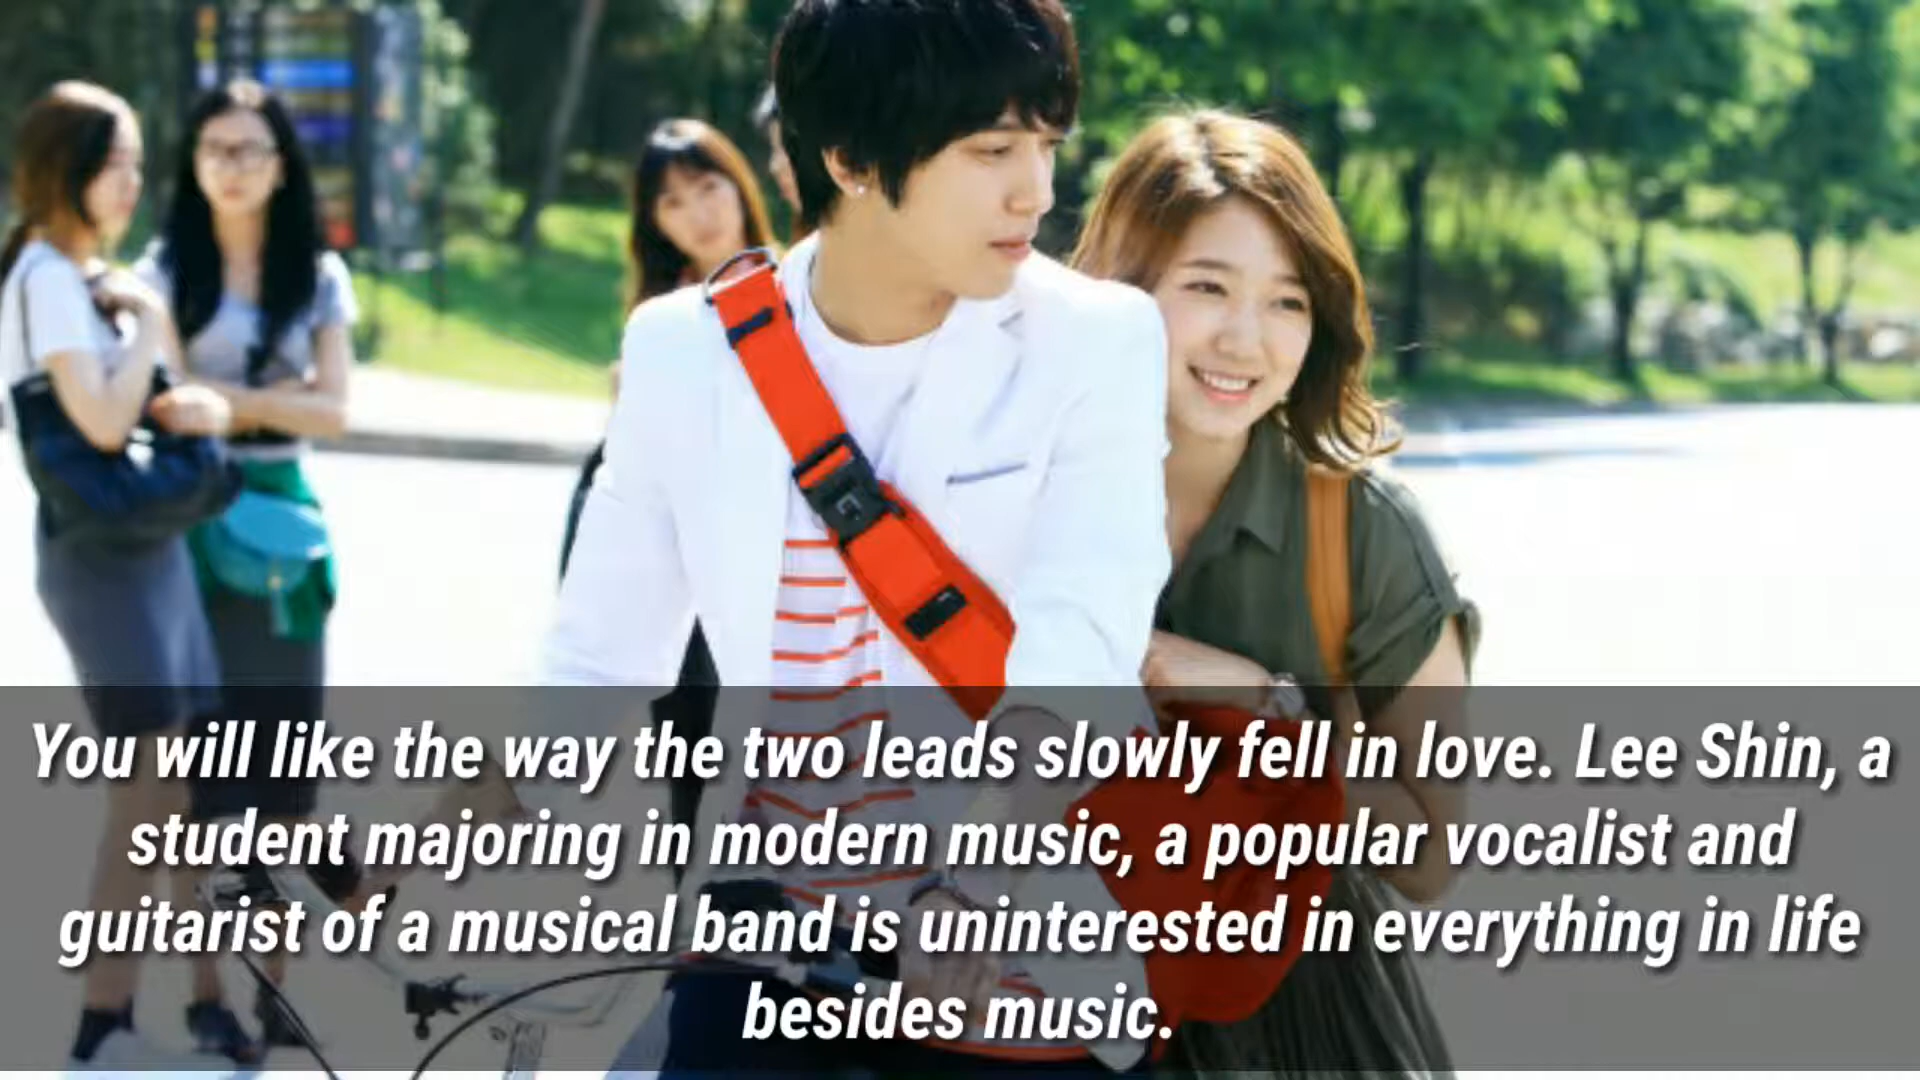 You will like the way the two leads slowly fell in love. Lee Shin, a
student majoring in modern music, a popular vocalist and
guitarist of a musical band is uninterested in everything in life
besides music.